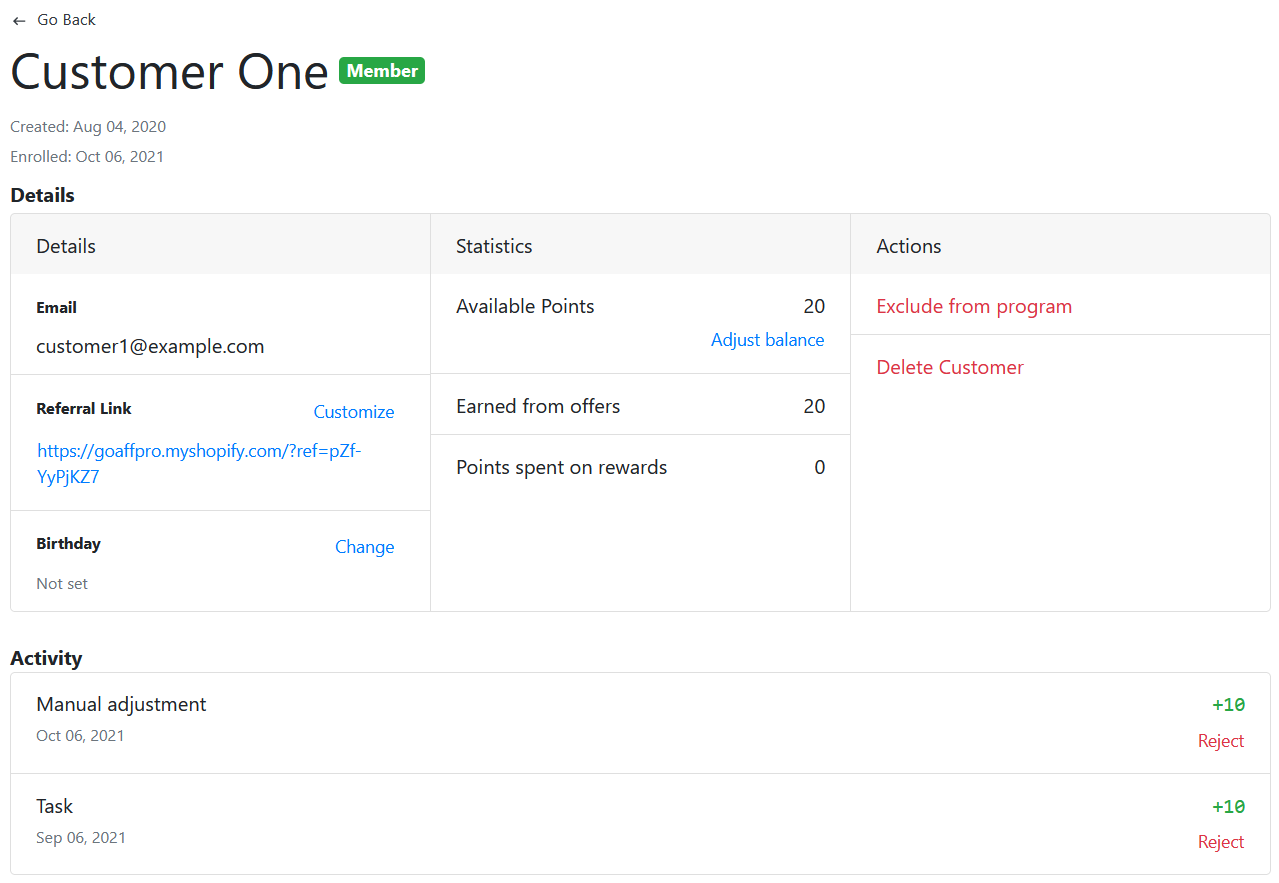 ← Go Back
Customer One Member
Created: Aug 04, 2020
Enrolled: Oct 06, 2021
Details
Details
Email
customer1@example.com
Referral Link Customize
https://goaffpro.myshopify.com/?ref=pZf-
YyPjKZ7
Birthday Change
Not set
Statistics
Available Points 20
Adjust balance
Earned from offers 20
Points spent on rewards 0
Actions
Exclude from program
Delete Customer
Activity
Manual adjustment +10
Oct 06, 2021 Reject
Task +10
Sep 06, 2021 Reject